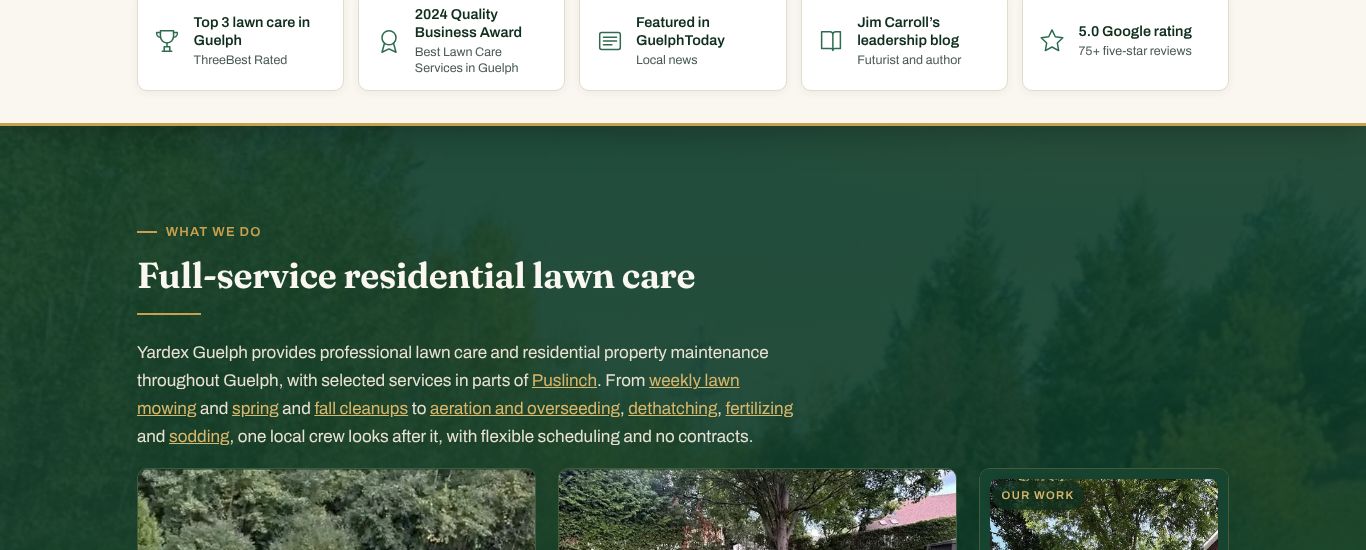 Top 3 lawn care in
Guelph
ThreeBest Rated
2024 Quality
Business Award
Best Lawn Care
Services in Guelph
Featured in
GuelphToday
Local news
Jim Carroll’s
leadership blog
Futurist and author
5.0 Google rating
75+ five-star reviews
WHAT WE DO
Full-service residential lawn care
Yardex Guelph provides professional lawn care and residential property maintenance
throughout Guelph, with selected services in parts of Puslinch. From weekly lawn
mowing and spring and fall cleanups to aeration and overseeding, dethatching, fertilizing
and sodding, one local crew looks after it, with flexible scheduling and no contracts.
OUR WORK